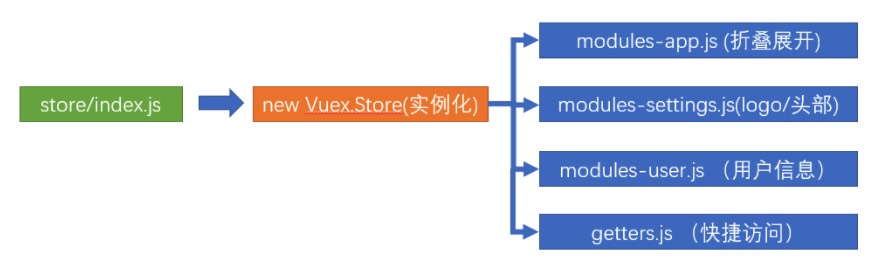 store/index.js
new Vuex.Store(实例化)
modules-app.js (折叠展开)
modules-settings.js(logo/头部)
modules-user.js （用户信息）
getters.js （快捷访问）